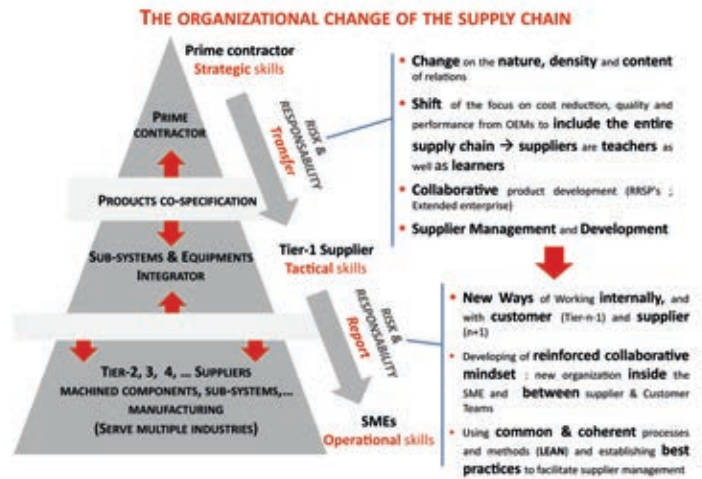 THE ORGANIZATIONAL CHANGE OF THE SUPPLY CHAIN
Prime contractor
Strategic skills
PRIME
CONTRACTOR
PRODUCTS CO-SPECIFICATION
SUB-SYSTEMS & EQUIPMENTS
INTEGRATOR
TIER-2, 3, 4, ... SUPPLIERS
MACHINED COMPONENTS, SUB-SYSTEMS,...
MANUFACTURING
(SERVE MULTIPLE INDUSTRIES)
RISK &
RESPONSABILITY
Transfer
Tier-1 Supplier
Tactical skills
RISK &
RESPONSABILITY
Report
SMEs
Operational skills
• Change on the nature, density and content
of relations
• Shift of the focus on cost reduction, quality and
performance from OEMs to include the entire
supply chain → suppliers are teachers as
well as learners
• Collaborative product development (RRSP's ;
Extended enterprise)
• Supplier Management and Development
• New Ways of Working internally, and
with customer (Tier-n-1) and supplier
(n+1)
• Developing of reinforced collaborative
mindset : new organization inside the
SME and between supplier & Customer
Teams
• Using common & coherent processes
and methods (LEAN) and establishing best
practices to facilitate supplier management